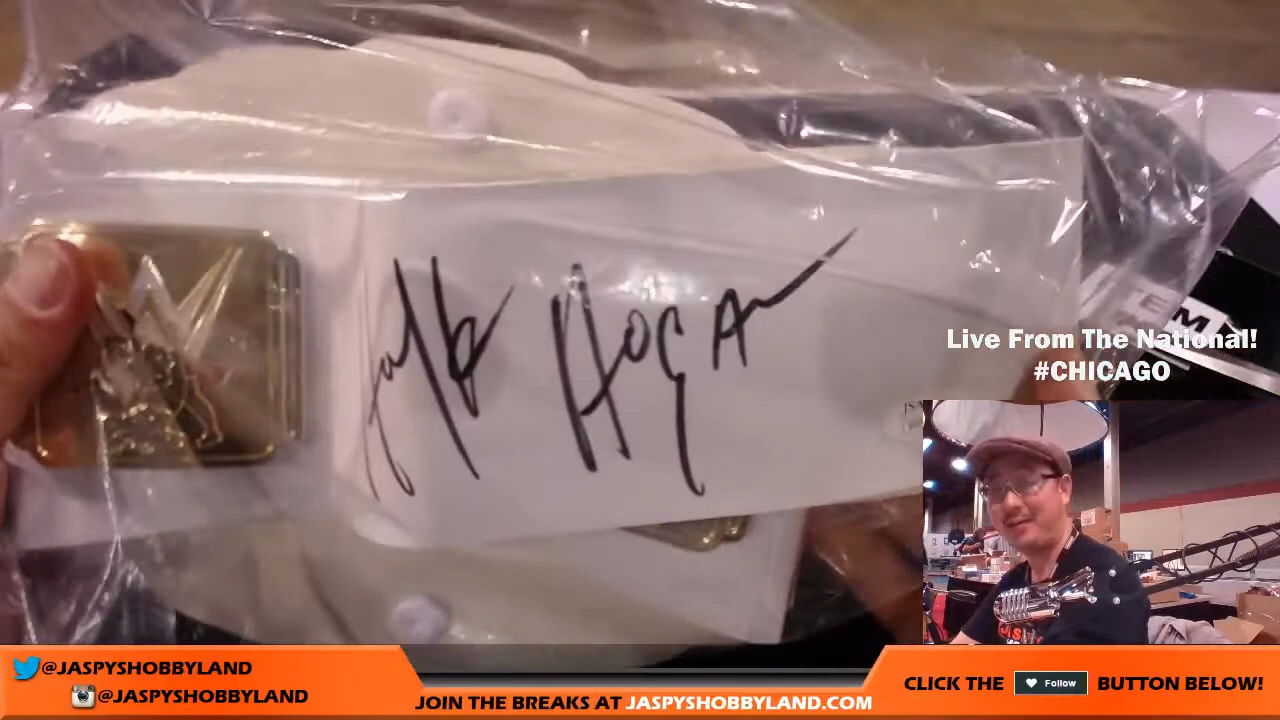 Hulk Hogan
TEM
Live From The National!
#CHICAGO
@JASPYSHOBBYLAND
@JASPYSHOBBYLAND
JOIN THE BREAKS AT JASPYSHOBBYLAND.COM
CLICK THE Follow BUTTON BELOW!